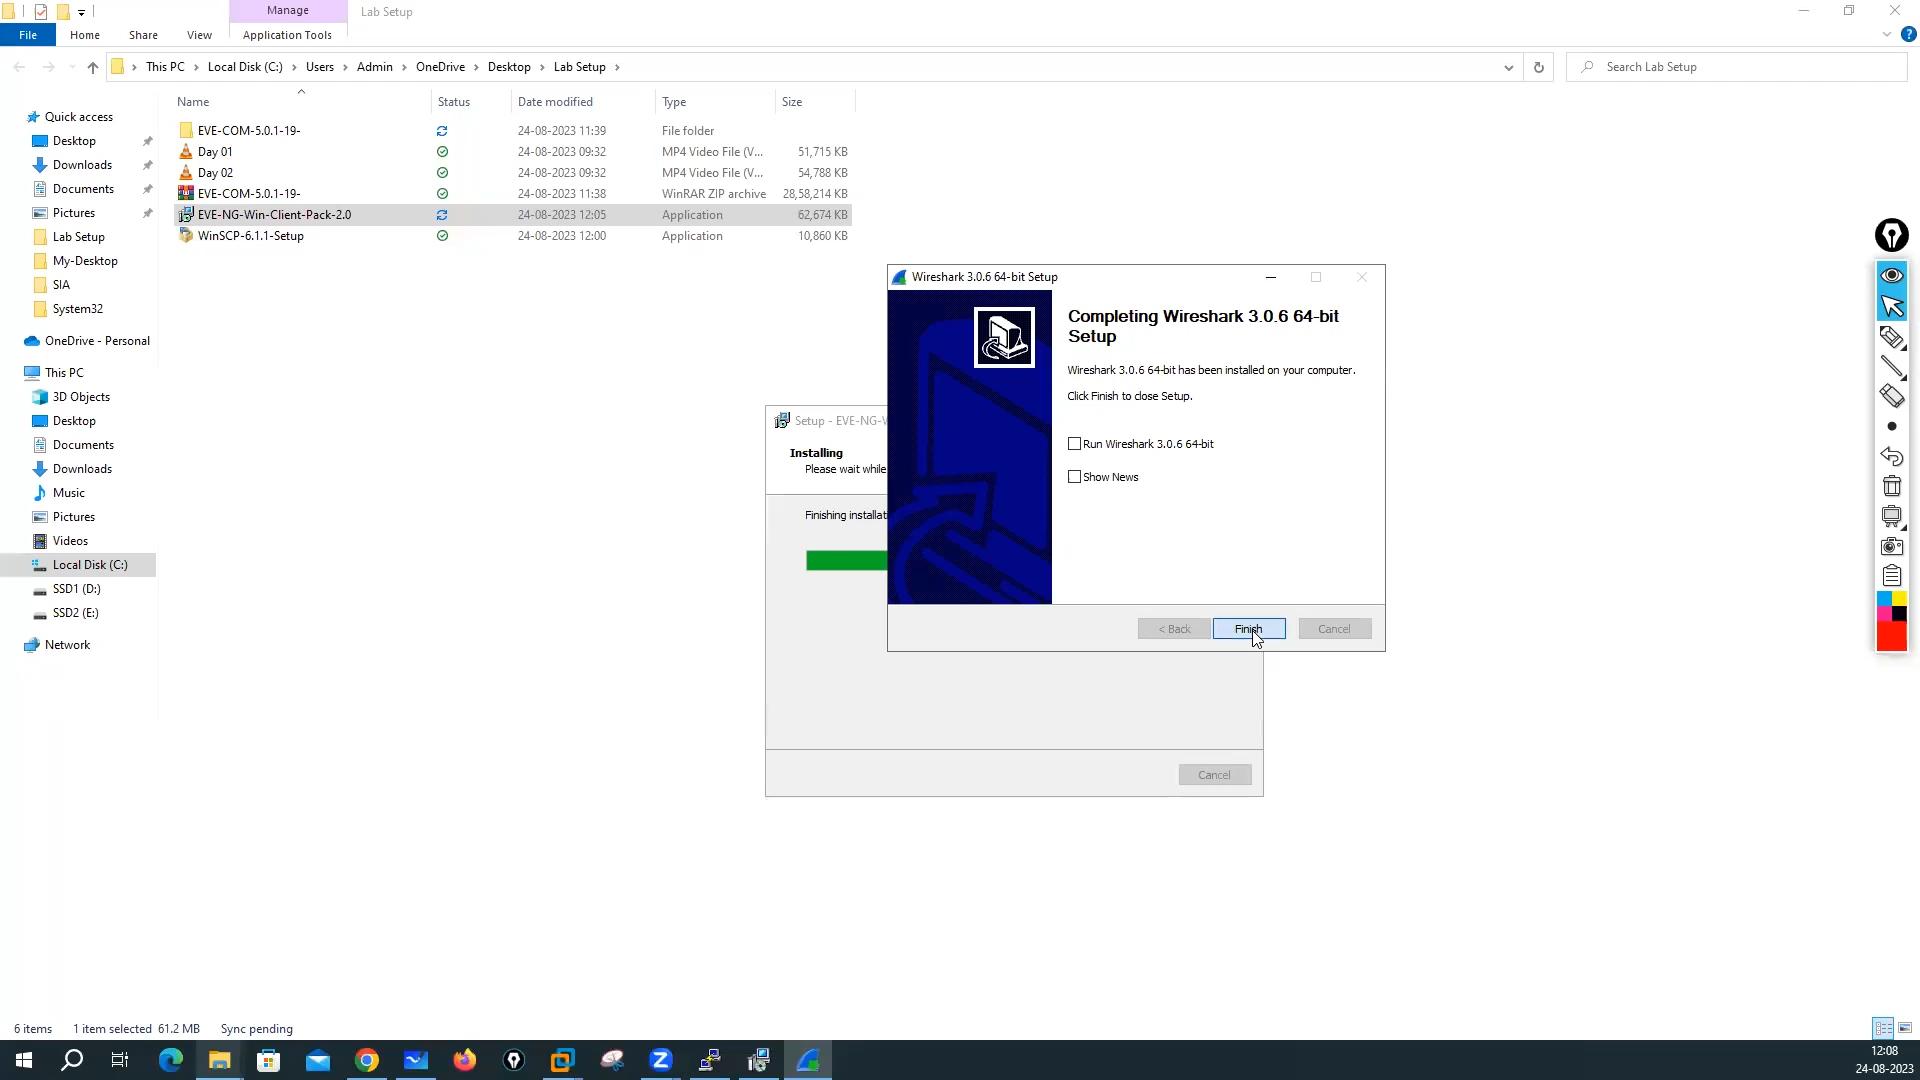 Manage
Lab Setup
File
Home
Share
View
Application Tools
?
This PC
Local Disk (C:)
Users
Admin
OneDrive
Desktop
Lab Setup
Search Lab Setup
Name
Status
Date modified
Type
Size
EVE-COM-5.0.1-19-
24-08-2023 11:39
File folder
Day 01
24-08-2023 09:32
MP4 Video File (V...
51,715 KB
Day 02
24-08-2023 09:32
MP4 Video File (V...
54,788 KB
EVE-COM-5.0.1-19-
24-08-2023 11:38
WinRAR ZIP archive
28,58,214 KB
EVE-NG-Win-Client-Pack-2.0
24-08-2023 12:05
Application
62,674 KB
WinSCP-6.1.1-Setup
24-08-2023 12:00
Application
10,860 KB
Quick access
Desktop
Downloads
Documents
Pictures
Lab Setup
My-Desktop
SIA
System32
OneDrive - Personal
This PC
3D Objects
Desktop
Documents
Downloads
Music
Pictures
Videos
Local Disk (C:)
SSD1 (D:)
SSD2 (E:)
Network
Wireshark 3.0.6 64-bit Setup
Completing Wireshark 3.0.6 64-bit
Setup
Wireshark 3.0.6 64-bit has been installed on your computer.
Click Finish to close Setup.
Run Wireshark 3.0.6 64-bit
Show News
< Back
Finish
Cancel
Setup - EVE-NG-W
Installing
Please wait while
Finishing installat
Cancel
6 items
1 item selected 61.2 MB
Sync pending
12:08
24-08-2023